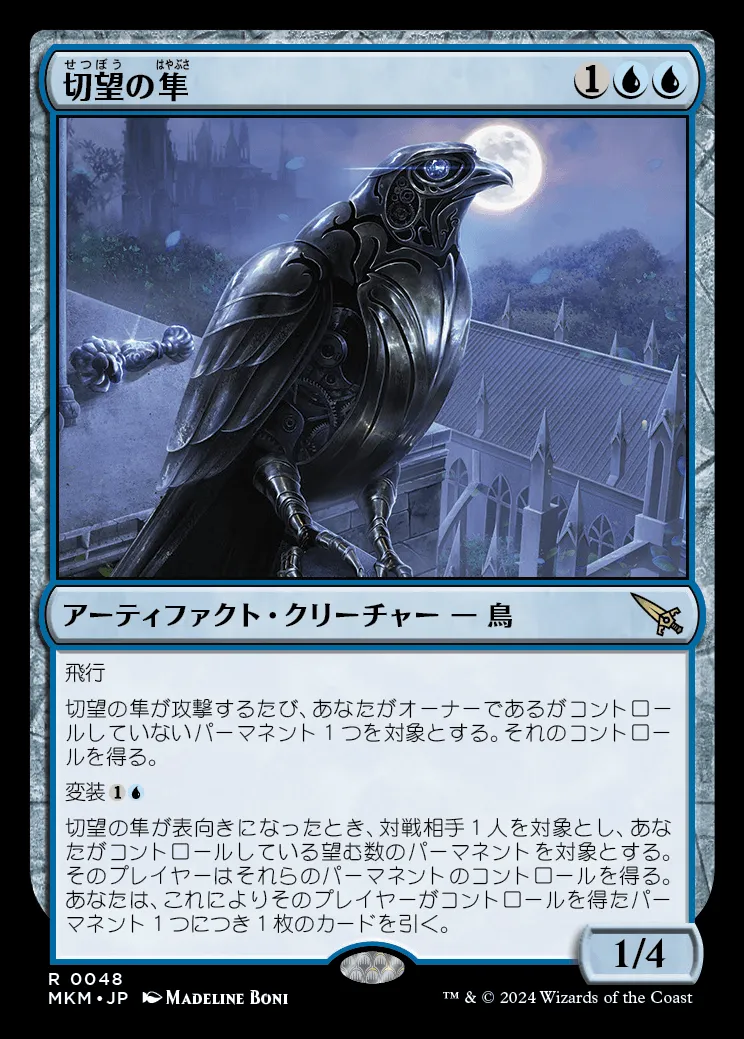 せつぼう はやぶさ
切望の隼
1
アーティファクト・クリーチャー — 鳥
飛行
切望の隼が攻撃するたび、あなたがオーナーであるがコントロー
ルしていないパーマネント1つを対象とする。それのコントロー
ルを得る。
変装1
切望の隼が表向きになったとき、対戦相手1人を対象とし、あな
たがコントロールしている望む数のパーマネントを対象とする。
そのプレイヤーはそれらのパーマネントのコントロールを得る。
あなたは、これによりそのプレイヤーがコントロールを得たパー
マネント1つにつき1枚のカードを引く。
1/4
R 0048
MKM・JP Madeline Boni
™ & © 2024 Wizards of the Coast